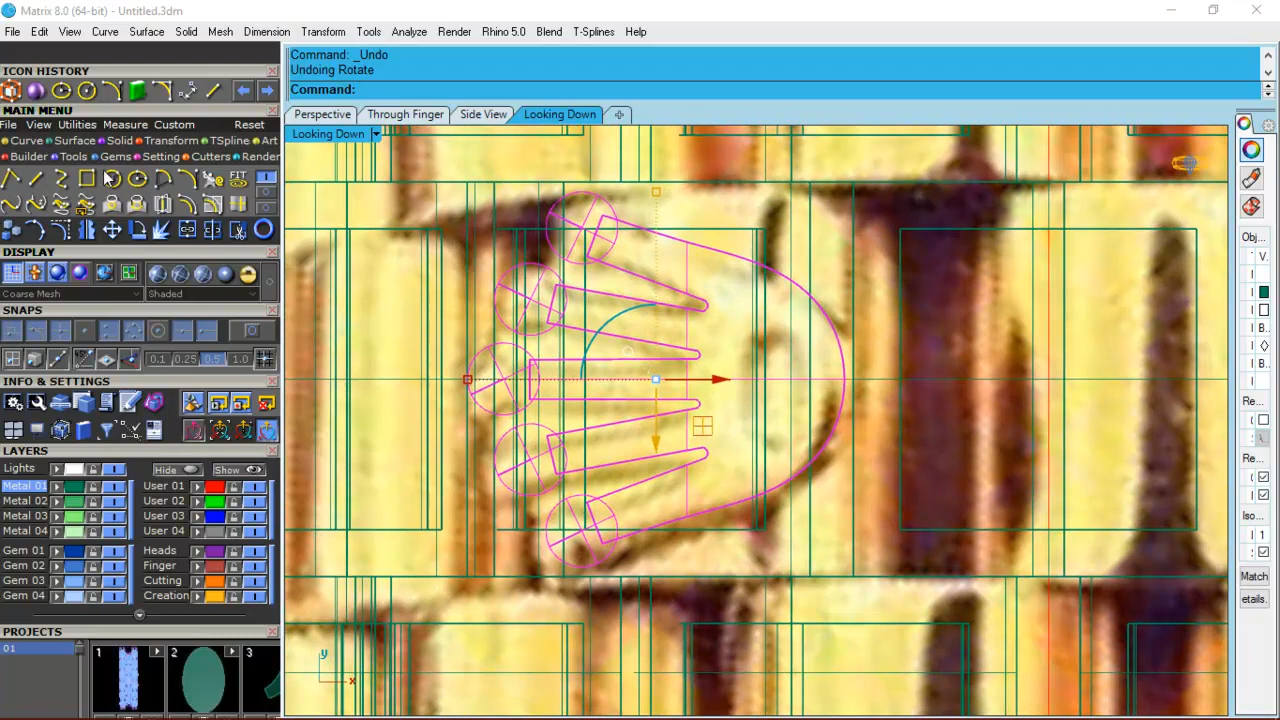 Matrix 8.0 (64-bit) - Untitled.3dm
File Edit View Curve Surface Solid Mesh Dimension Transform Tools Analyze Render Rhino 5.0 Blend T-Splines Help
Command: _Undo
Undoing Rotate
Command:
ICON HISTORY
MAIN MENU
File View Utilities Measure Custom Reset
Curve Surface Solid Transform TSpline Art
Builder Tools Gems Setting Cutters Render
FIT
DISPLAY
Coarse Mesh Shaded
SNAPS
0.1 0.25 0.5 1.0
INFO & SETTINGS
LAYERS
Lights Hide Show
Metal 01 User 01
Metal 02 User 02
Metal 03 User 03
Metal 04 User 04
Gem 01 Heads
Gem 02 Finger
Gem 03 Cutting
Gem 04 Creation
PROJECTS
01
1 2 3
Perspective Through Finger Side View Looking Down
Looking Down
y
x
Obj
V.
B..
B..
Re
Re
Iso...
1
Match
etails.